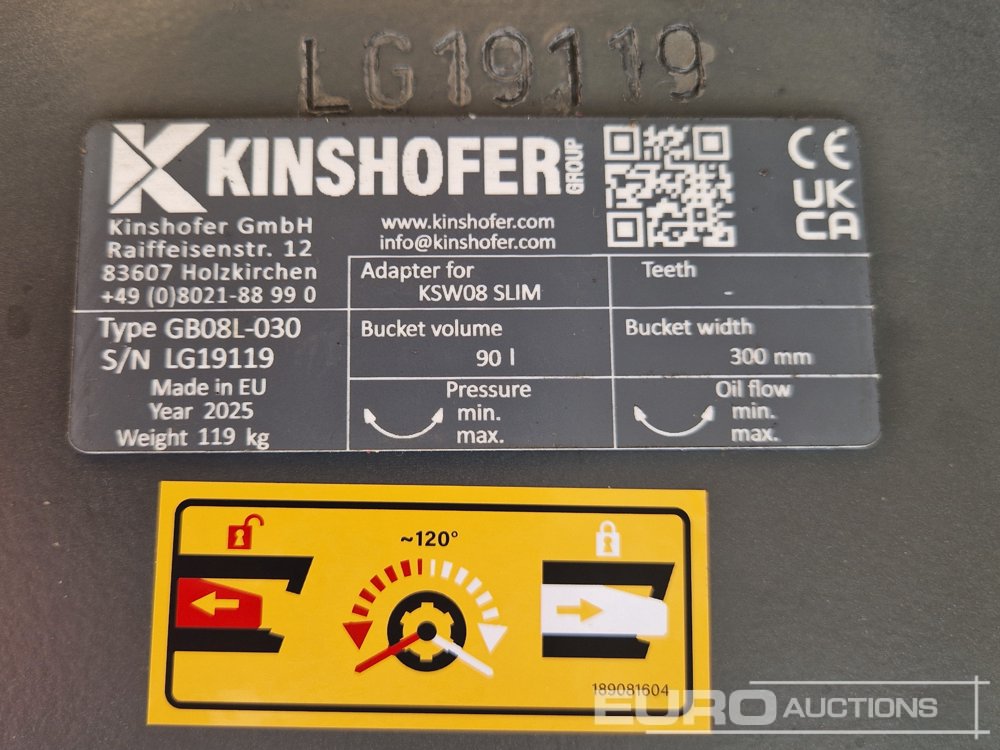 LG19119
KINSHOFER GROUP
Kinshofer GmbH
Raiffeisenstr. 12
83607 Holzkirchen
+49 (0)8021-88 99 0
www.kinshofer.com
info@kinshofer.com
CE
UK
CA
Adapter for
KSW08 SLIM
Teeth
-
Type GB08L-030
S/N LG19119
Made in EU
Year 2025
Weight 119 kg
Bucket volume
90 l
Bucket width
300 mm
Pressure
min.
max.
Oil flow
min.
max.
~120°
189081604
EURO AUCTIONS